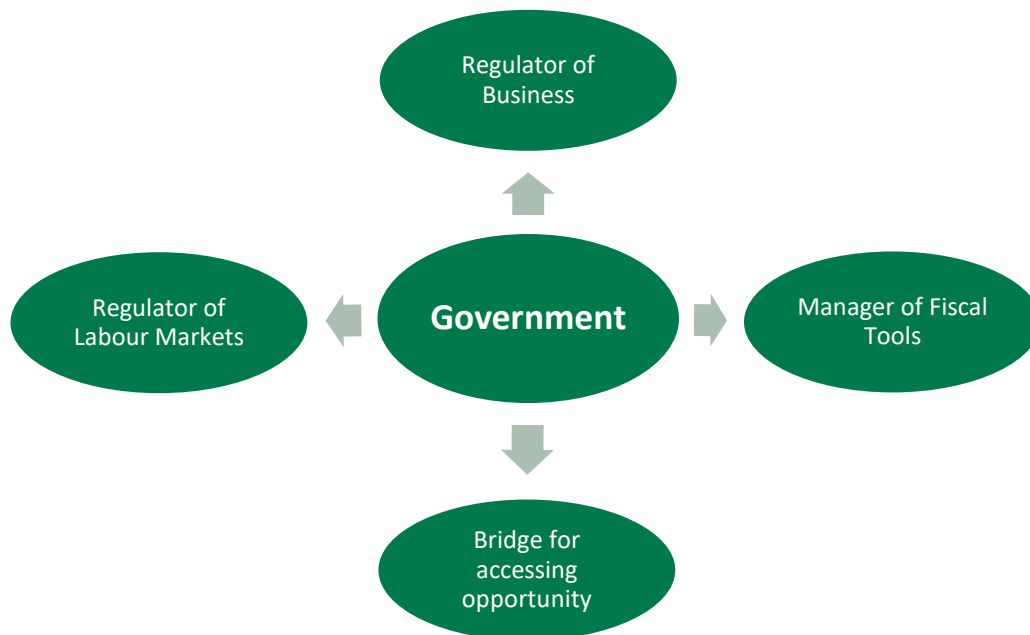 Regulator of
Business
Regulator of
Labour Markets
Government
Manager of Fiscal
Tools
Bridge for
accessing
opportunity